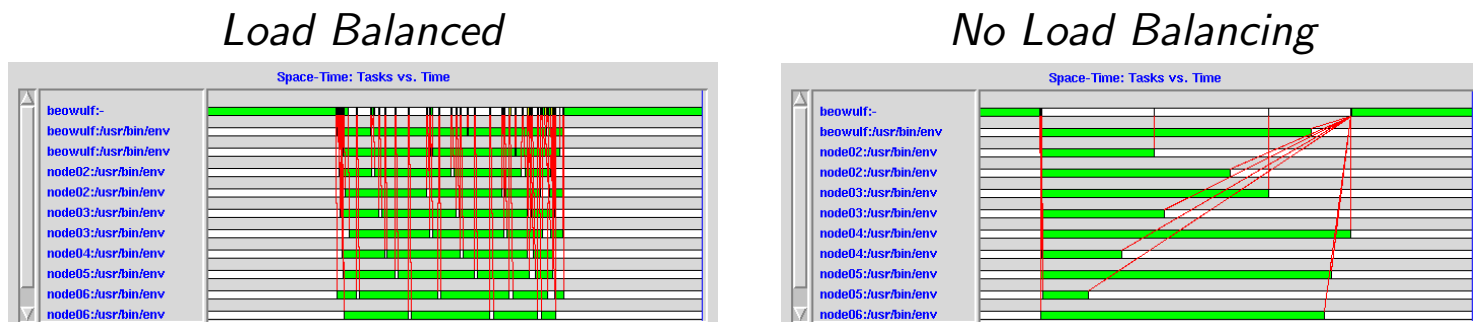 Load Balanced
Space-Time: Tasks vs. Time
beowulf:-
beowulf:/usr/bin/env
beowulf:/usr/bin/env
node02:/usr/bin/env
node02:/usr/bin/env
node03:/usr/bin/env
node03:/usr/bin/env
node04:/usr/bin/env
node05:/usr/bin/env
node06:/usr/bin/env
node06:/usr/bin/env
No Load Balancing
Space-Time: Tasks vs. Time
beowulf:-
beowulf:/usr/bin/env
node02:/usr/bin/env
node02:/usr/bin/env
node03:/usr/bin/env
node03:/usr/bin/env
node04:/usr/bin/env
node04:/usr/bin/env
node05:/usr/bin/env
node05:/usr/bin/env
node06:/usr/bin/env